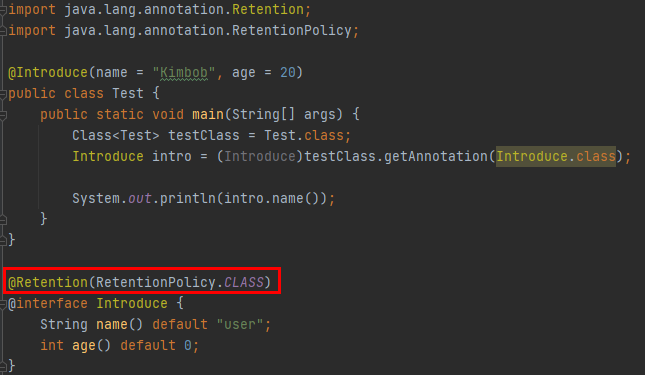 import java.lang.annotation.Retention;
import java.lang.annotation.RetentionPolicy;
@Introduce(name = "Kimbob", age = 20)
public class Test {
public static void main(String[] args) {
Class<Test> testClass = Test.class;
Introduce intro = (Introduce)testClass.getAnnotation(Introduce.class);
System.out.println(intro.name());
}
}
@Retention(RetentionPolicy.CLASS)
@interface Introduce {
String name() default "user";
int age() default 0;
}